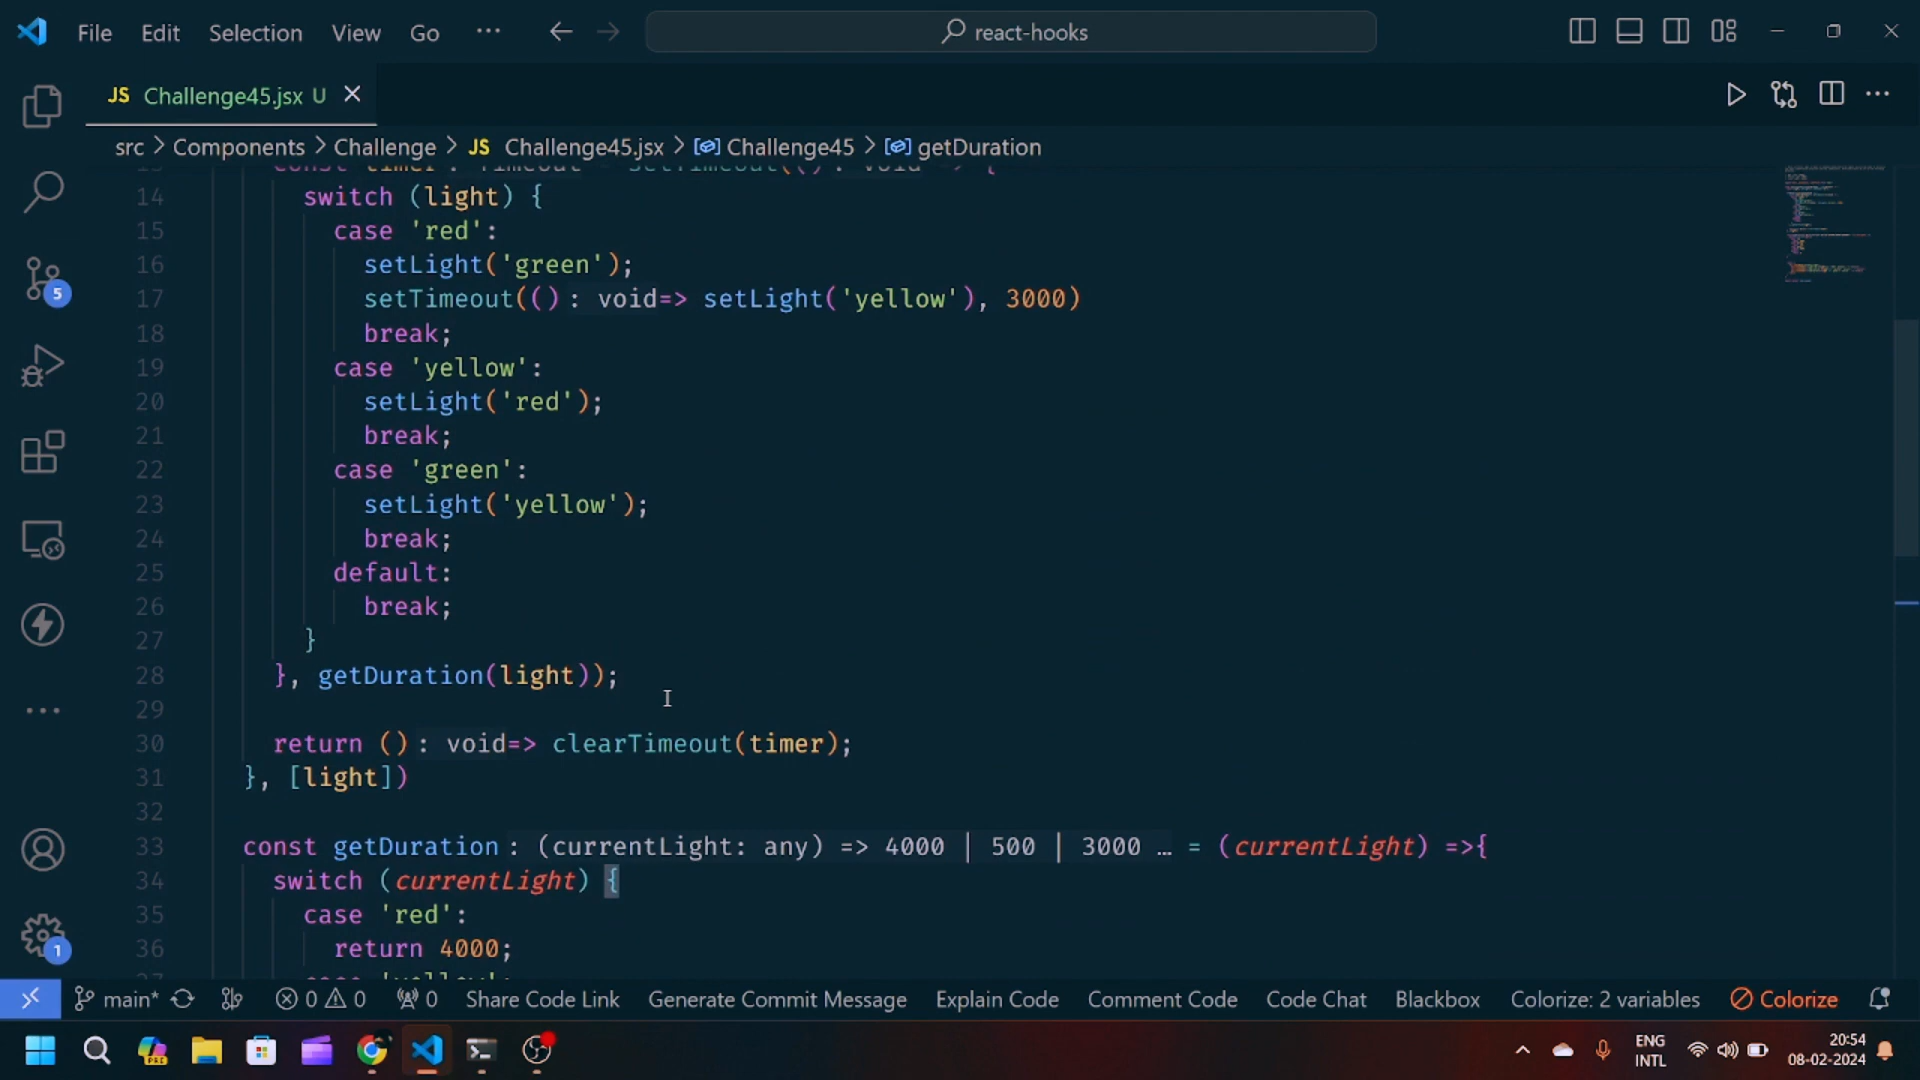 File Edit Selection View Go ··· react-hooks
JS Challenge45.jsx U
src > Components > Challenge > JS Challenge45.jsx > Challenge45 > getDuration
14 switch (light) {
15 case 'red':
16 setLight('green');
17 setTimeout((): void=> setLight('yellow'), 3000)
18 break;
19 case 'yellow':
20 setLight('red');
21 break;
22 case 'green':
23 setLight('yellow');
24 break;
25 default:
26 break;
27 }
28 }, getDuration(light));
29
30 return (): void=> clearTimeout(timer);
31 }, [light])
32
33 const getDuration: (currentLight: any) => 4000 | 500 | 3000 … = (currentLight) =>{
34 switch (currentLight) {
35 case 'red':
36 return 4000;
5
1
main* 0 0 0 Share Code Link Generate Commit Message Explain Code Comment Code Code Chat Blackbox Colorize: 2 variables Colorize
PRE
ENG
INTL
20:54
08-02-2024